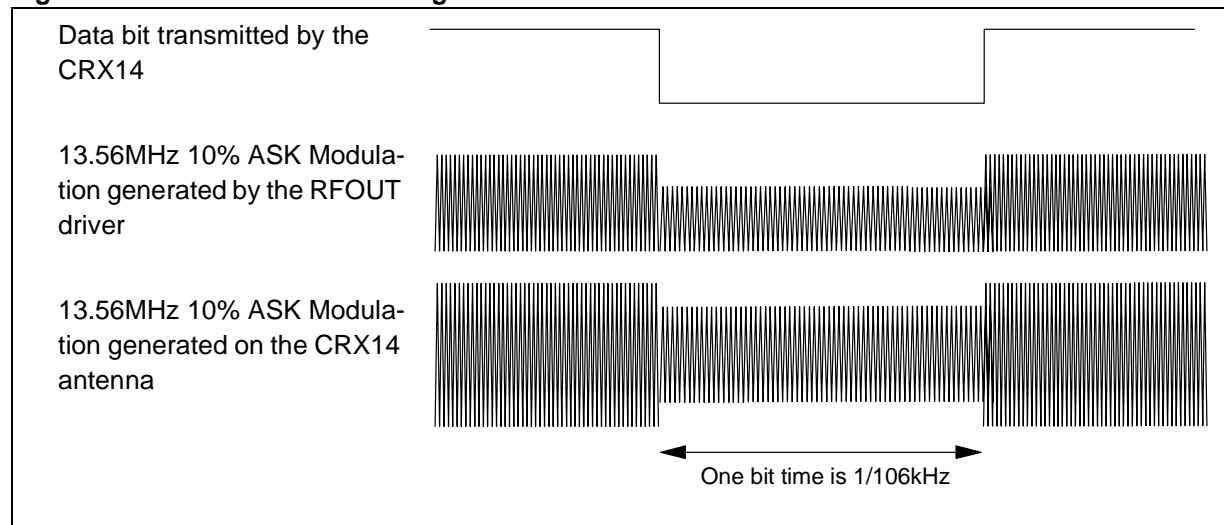 Data bit transmitted by the
CRX14
13.56MHz 10% ASK Modula-
tion generated by the RFOUT
driver
13.56MHz 10% ASK Modula-
tion generated on the CRX14
antenna
One bit time is 1/106kHz